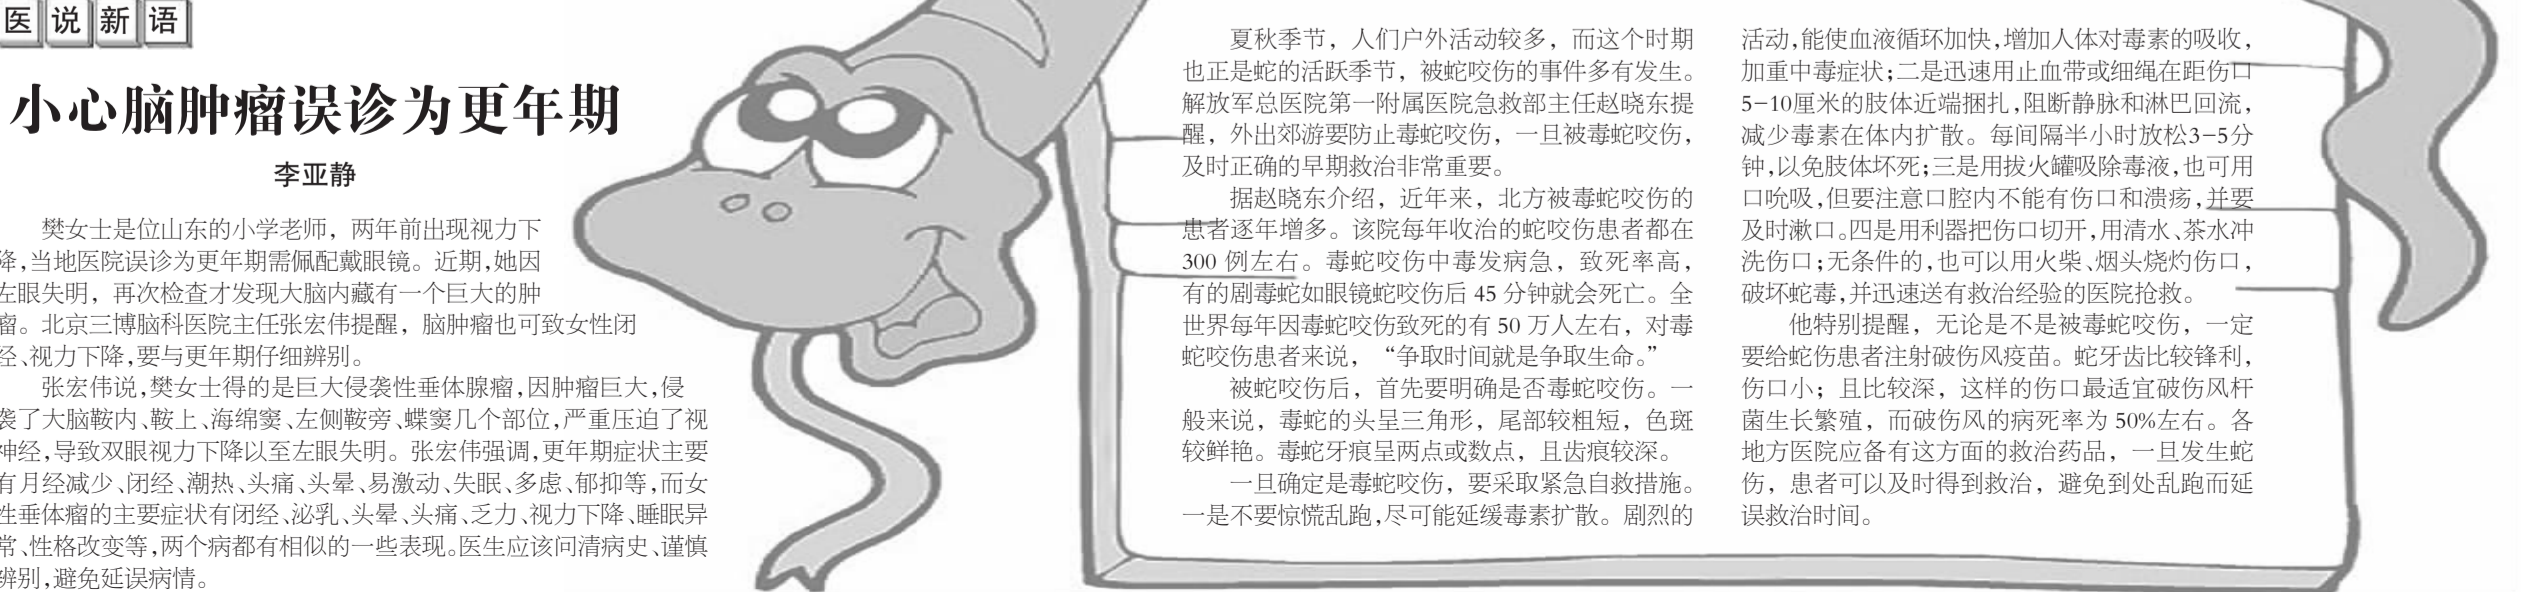 医说新语
小心脑肿瘤误诊为更年期
李亚静
樊女士是位山东的小学老师，两年前出现视力下
降，当地医院误诊为更年期需佩配戴眼镜。近期，她因
左眼失明，再次检查才发现大脑内藏有一个巨大的肿
瘤。北京三博脑科医院主任张宏伟提醒，脑肿瘤也可致女性闭
经、视力下降，要与更年期仔细辨别。
张宏伟说，樊女士得的是巨大侵袭性垂体腺瘤，因肿瘤巨大，侵
袭了大脑鞍内、鞍上、海绵窦、左侧鞍旁、蝶窦几个部位，严重压迫了视
神经，导致双眼视力下降以至左眼失明。张宏伟强调，更年期症状主要
有月经减少、闭经、潮热、头痛、头晕、易激动、失眠、多虑、郁抑等，而女
性垂体瘤的主要症状有闭经、泌乳、头晕、头痛、乏力、视力下降、睡眠异
常、性格改变等，两个病都有相似的一些表现。医生应该问清病史、谨慎
辨别，避免延误病情。
夏秋季节，人们户外活动较多，而这个时期
也正是蛇的活跃季节，被蛇咬伤的事件多有发生。
解放军总医院第一附属医院急救部主任赵晓东提
醒，外出郊游要防止毒蛇咬伤，一旦被毒蛇咬伤，
及时正确的早期救治非常重要。
据赵晓东介绍，近年来，北方被毒蛇咬伤的
患者逐年增多。该院每年收治的蛇咬伤患者都在
300 例左右。毒蛇咬伤中毒发病急，致死率高，
有的剧毒蛇如眼镜蛇咬伤后 45 分钟就会死亡。全
世界每年因毒蛇咬伤致死的有 50 万人左右，对毒
蛇咬伤患者来说，“争取时间就是争取生命。”
被蛇咬伤后，首先要明确是否毒蛇咬伤。一
般来说，毒蛇的头呈三角形，尾部较粗短，色斑
较鲜艳。毒蛇牙痕呈两点或数点，且齿痕较深。
一旦确定是毒蛇咬伤，要采取紧急自救措施。
一是不要惊慌乱跑，尽可能延缓毒素扩散。剧烈的
活动，能使血液循环加快，增加人体对毒素的吸收，
加重中毒症状；二是迅速用止血带或细绳在距伤口
5-10厘米的肢体近端捆扎，阻断静脉和淋巴回流，
减少毒素在体内扩散。每间隔半小时放松3-5分
钟，以免肢体坏死；三是用拔火罐吸除毒液，也可用
口吮吸，但要注意口腔内不能有伤口和溃疡，并要
及时漱口。四是用利器把伤口切开，用清水、茶水冲
洗伤口；无条件的，也可以用火柴、烟头烧灼伤口，
破坏蛇毒，并迅速送有救治经验的医院抢救。
他特别提醒，无论是不是被毒蛇咬伤，一定
要给蛇伤患者注射破伤风疫苗。蛇牙齿比较锋利，
伤口小；且比较深，这样的伤口最适宜破伤风杆
菌生长繁殖，而破伤风的病死率为 50%左右。各
地方医院应备有这方面的救治药品，一旦发生蛇
伤，患者可以及时得到救治，避免到处乱跑而延
误救治时间。